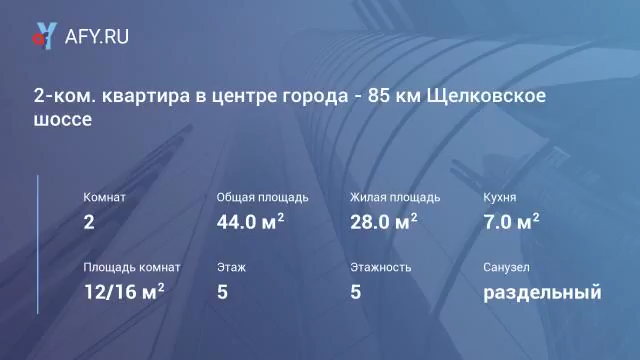 AFY.RU
2-ком. квартира в центре города - 85 км Щелковское
шоссе
Комнат
Общая площадь
Жилая площадь
Кухня
2
44.0 м²
28.0 м²
7.0 м²
Площадь комнат
Этаж
Этажность
Санузел
12/16 м²
5
5
раздельный